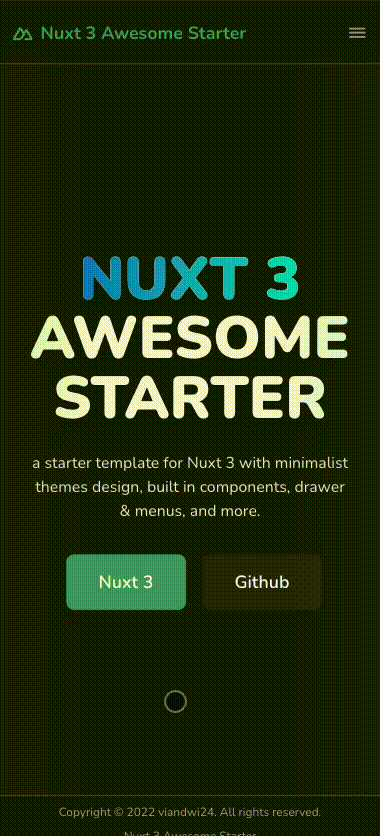 Nuxt 3 Awesome Starter
NUXT 3
AWESOME
STARTER
a starter template for Nuxt 3 with minimalist
themes design, built in components, drawer
& menus, and more.
Nuxt 3
Github
Copyright © 2022 viandwi24. All rights reserved.
Nuxt 3 Awesome Starter